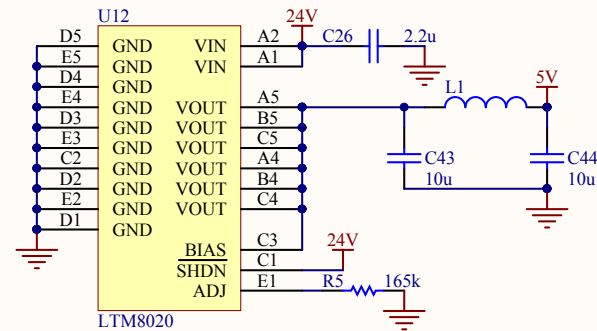 U12
24V
D5 GND VIN A2 C26 2.2u
E5 GND VIN A1
D4 GND
E4 GND VOUT A5 L1 5V
D3 GND VOUT B5
E3 GND VOUT C5
C2 GND VOUT A4 C43 C44
D2 GND VOUT B4 10u 10u
E2 GND VOUT C4
D1 GND
BIAS C3 24V
SHDN C1
ADJ E1 R5 165k
LTM8020